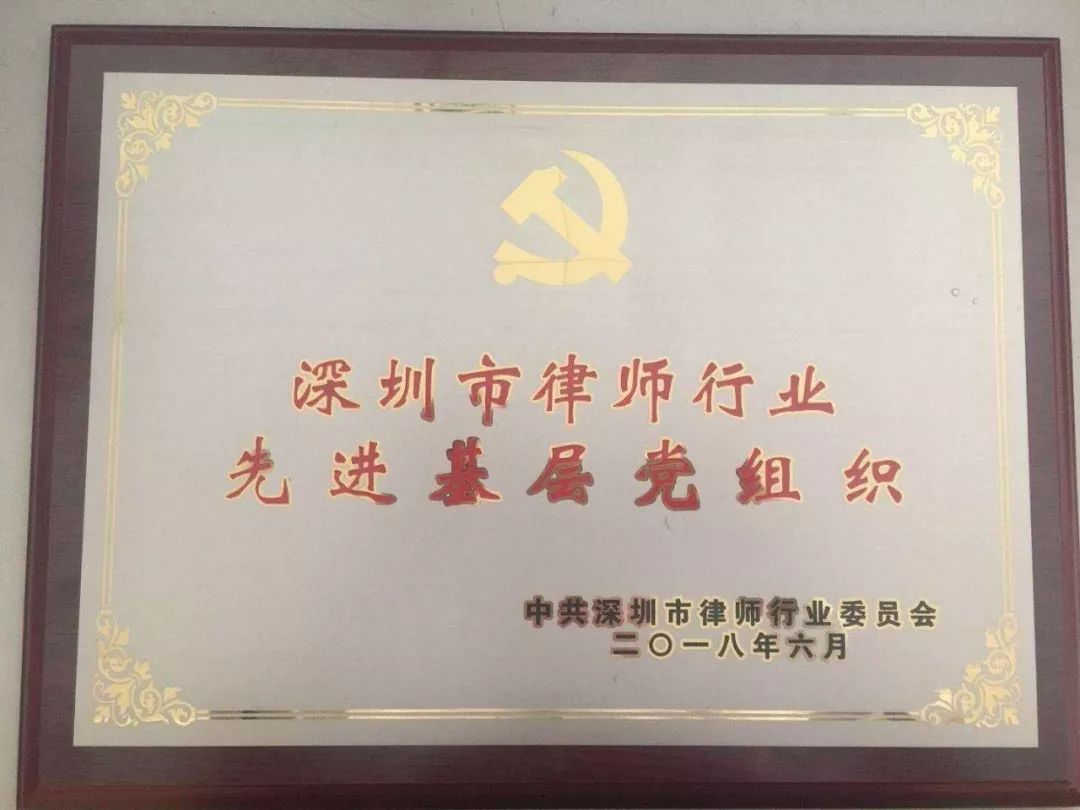 深圳市律师行业
先进基层党组织
中共深圳市律师行业委员会
二〇一八年六月